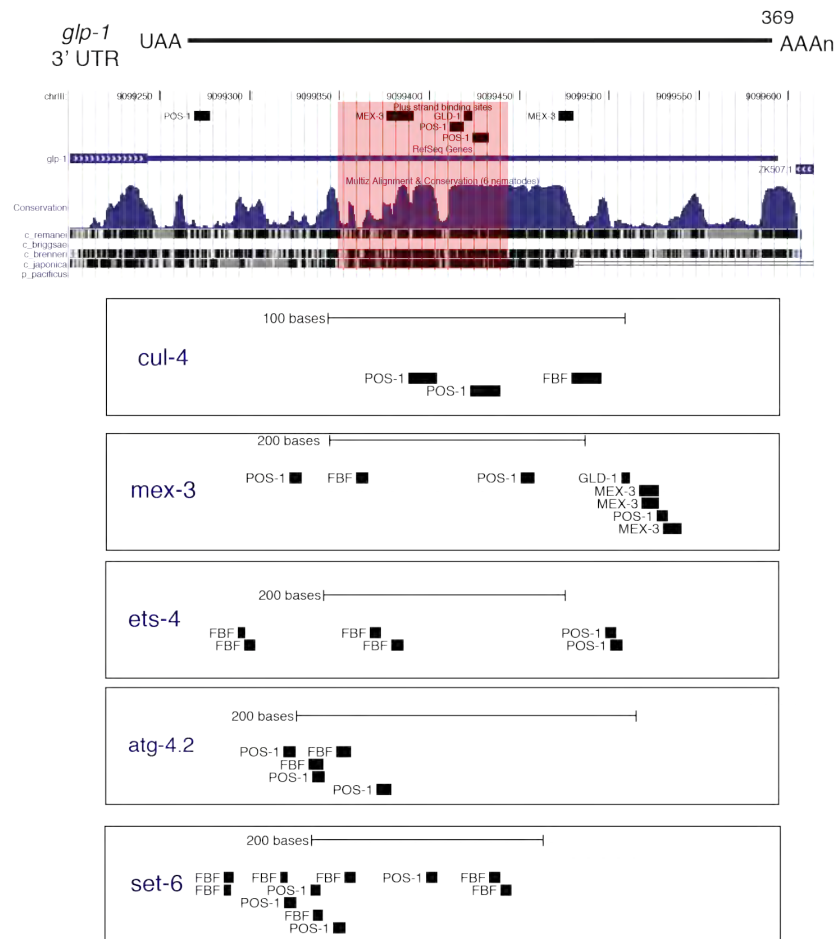 369
glp-1 UAA AAAn
3' UTR
chrIII: 9099250 9099300 9099350 9099400 9099450 9099500 9099550 9099600
Plus strand binding sites
POS-1 MEX-3 GLD-1 MEX-3
POS-1
POS-1
RefSeq Genes
glp-1
ZK507.1
Multiz Alignment & Conservation (6 nematodes)
Conservation
c_remanei
c_briggsae
c_brenneri
c_japonica
p_pacificus
100 bases
cul-4
POS-1 FBF
POS-1
200 bases
mex-3
POS-1 FBF POS-1 GLD-1
MEX-3
MEX-3
POS-1
MEX-3
200 bases
ets-4
FBF FBF POS-1
FBF FBF POS-1
200 bases
atg-4.2
POS-1 FBF
FBF
POS-1
POS-1
200 bases
set-6
FBF FBF FBF POS-1 FBF
FBF POS-1 FBF
POS-1
FBF
POS-1